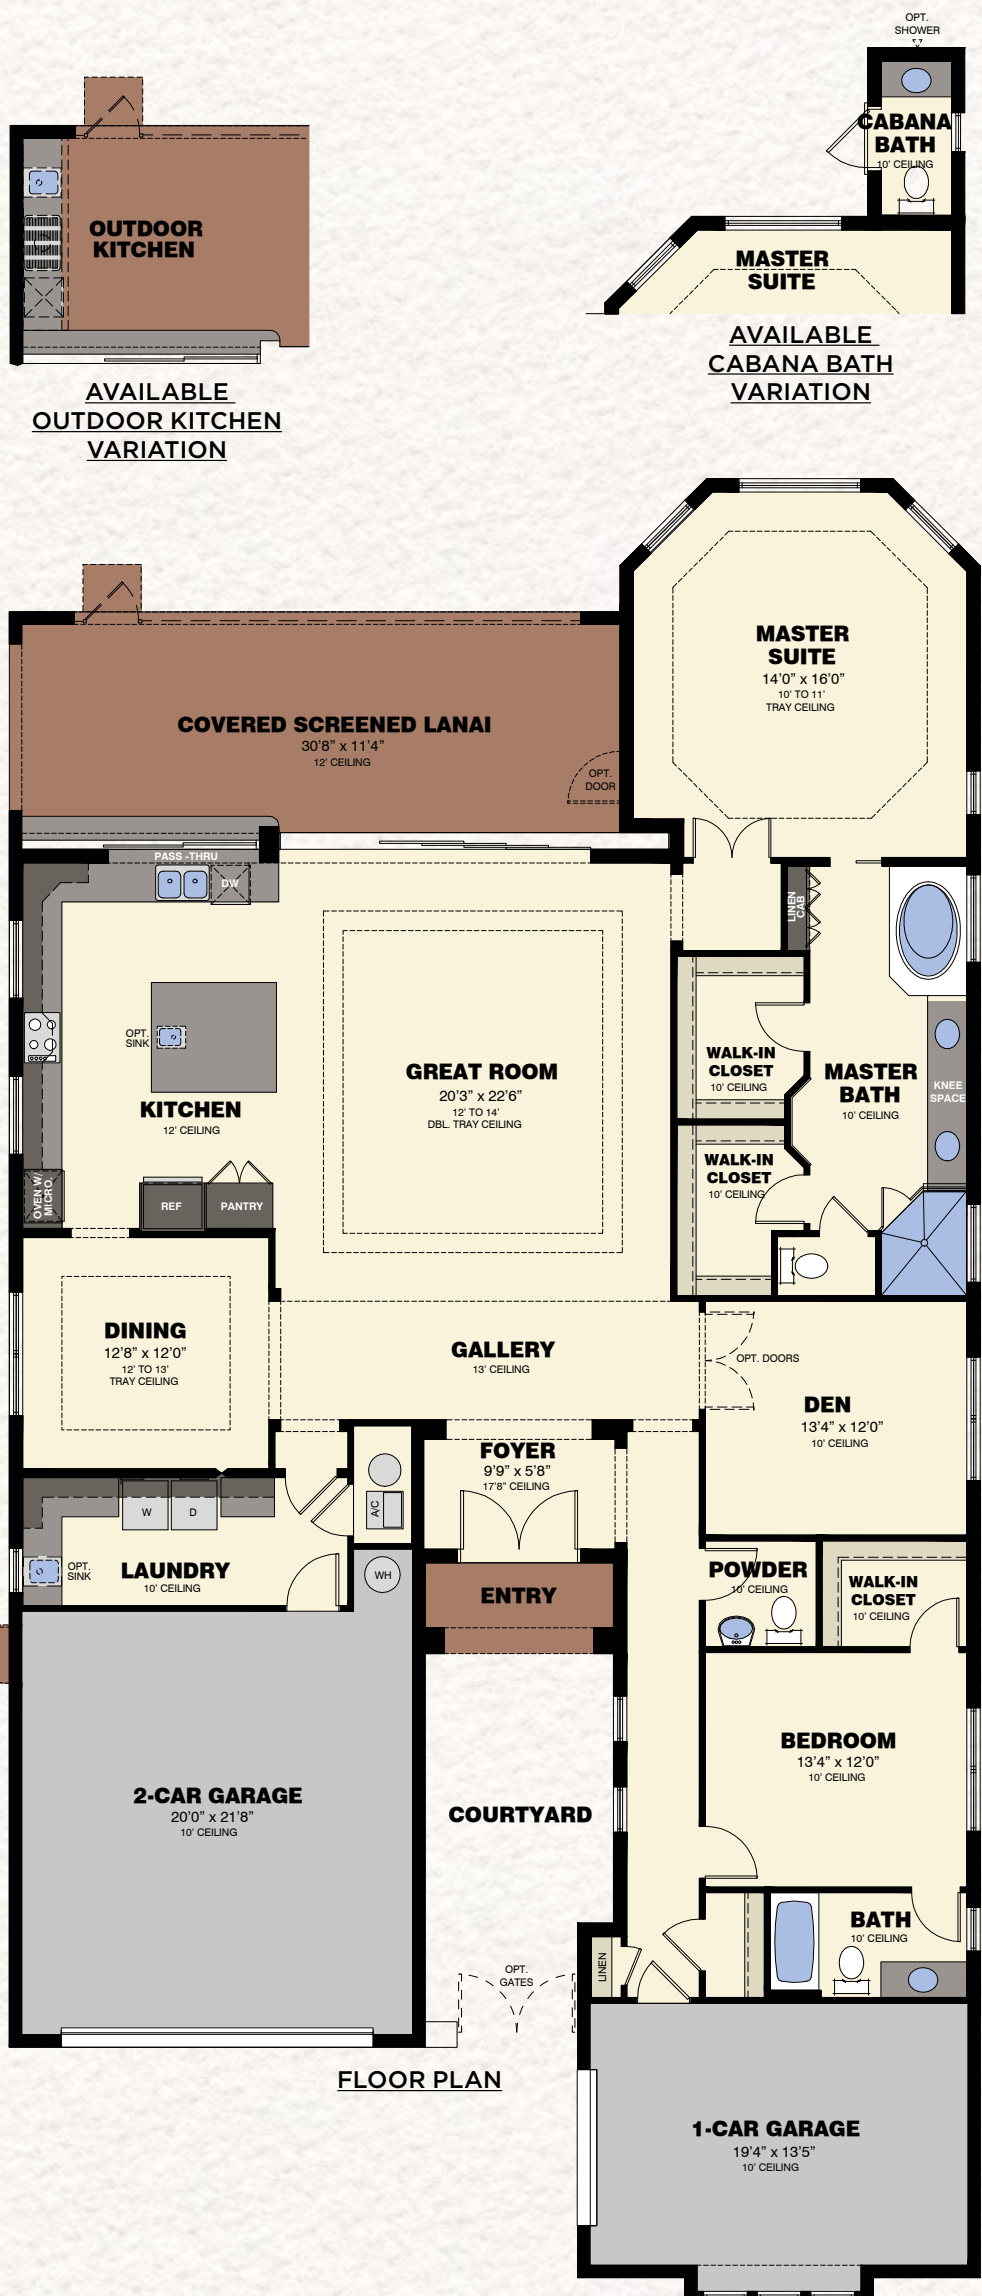 OPT.
SHOWER
CABANA
BATH
10' CEILING
OUTDOOR
KITCHEN
MASTER
SUITE
AVAILABLE
CABANA BATH
VARIATION
AVAILABLE
OUTDOOR KITCHEN
VARIATION
MASTER
SUITE
14'0" x 16'0"
10' TO 11'
TRAY CEILING
COVERED SCREENED LANAI
30'8" x 11'4"
12' CEILING
OPT.
DOOR
PASS -THRU
DW
LINEN
CAB
OPT.
SINK
KITCHEN
12' CEILING
GREAT ROOM
20'3" x 22'6"
12' TO 14'
DBL. TRAY CEILING
WALK-IN
CLOSET
10' CEILING
MASTER
BATH
10' CEILING
KNEE
SPACE
WALK-IN
CLOSET
10' CEILING
OVEN W/
MICRO.
REF
PANTRY
DINING
12'8" x 12'0"
12' TO 13'
TRAY CEILING
GALLERY
13' CEILING
OPT. DOORS
DEN
13'4" x 12'0"
10' CEILING
FOYER
9'9" x 5'8"
17'8" CEILING
A/C
W
D
OPT.
SINK
LAUNDRY
10' CEILING
WH
ENTRY
POWDER
10' CEILING
WALK-IN
CLOSET
10' CEILING
BEDROOM
13'4" x 12'0"
10' CEILING
2-CAR GARAGE
20'0" x 21'8"
10' CEILING
COURTYARD
BATH
10' CEILING
LINEN
OPT.
GATES
FLOOR PLAN
1-CAR GARAGE
19'4" x 13'5"
10' CEILING